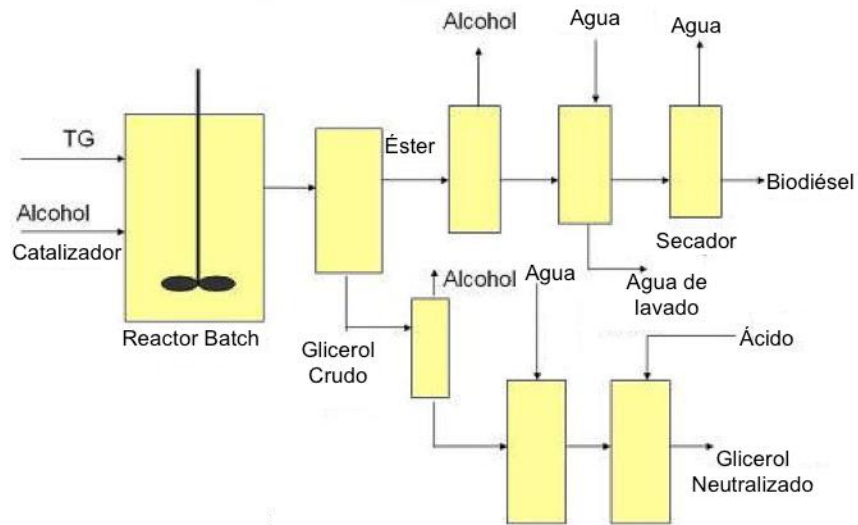 Alcohol
Agua
Agua
TG
Éster
Alcohol
Catalizador
Biodiésel
Secador
Agua de
lavado
Reactor Batch
Glicerol
Crudo
Alcohol
Agua
Ácido
Glicerol
Neutralizado